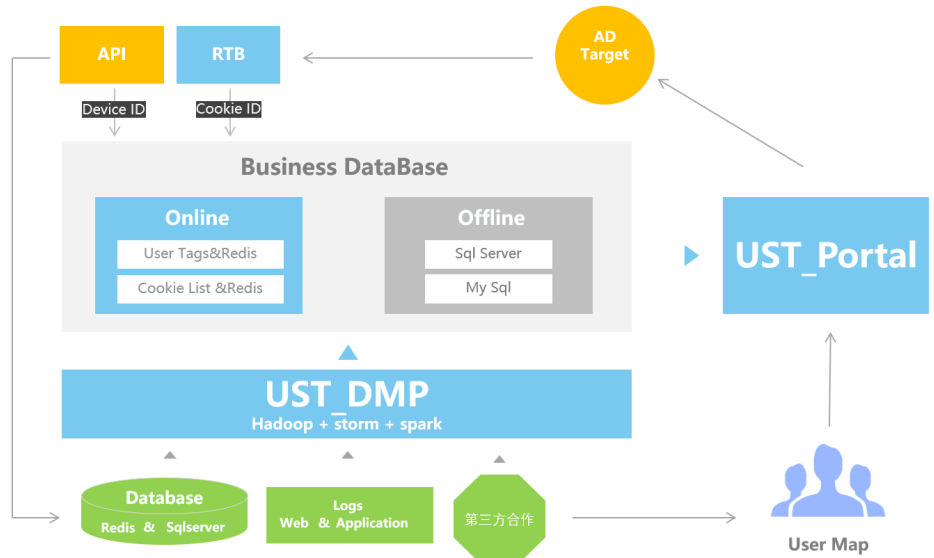 API
RTB
AD
Target
Device ID
Cookie ID
Business DataBase
Online
User Tags&Redis
Cookie List &Redis
Offline
Sql Server
My Sql
UST_Portal
UST_DMP
Hadoop + storm + spark
Database
Redis & Sqlserver
Logs
Web & Application
第三方合作
User Map